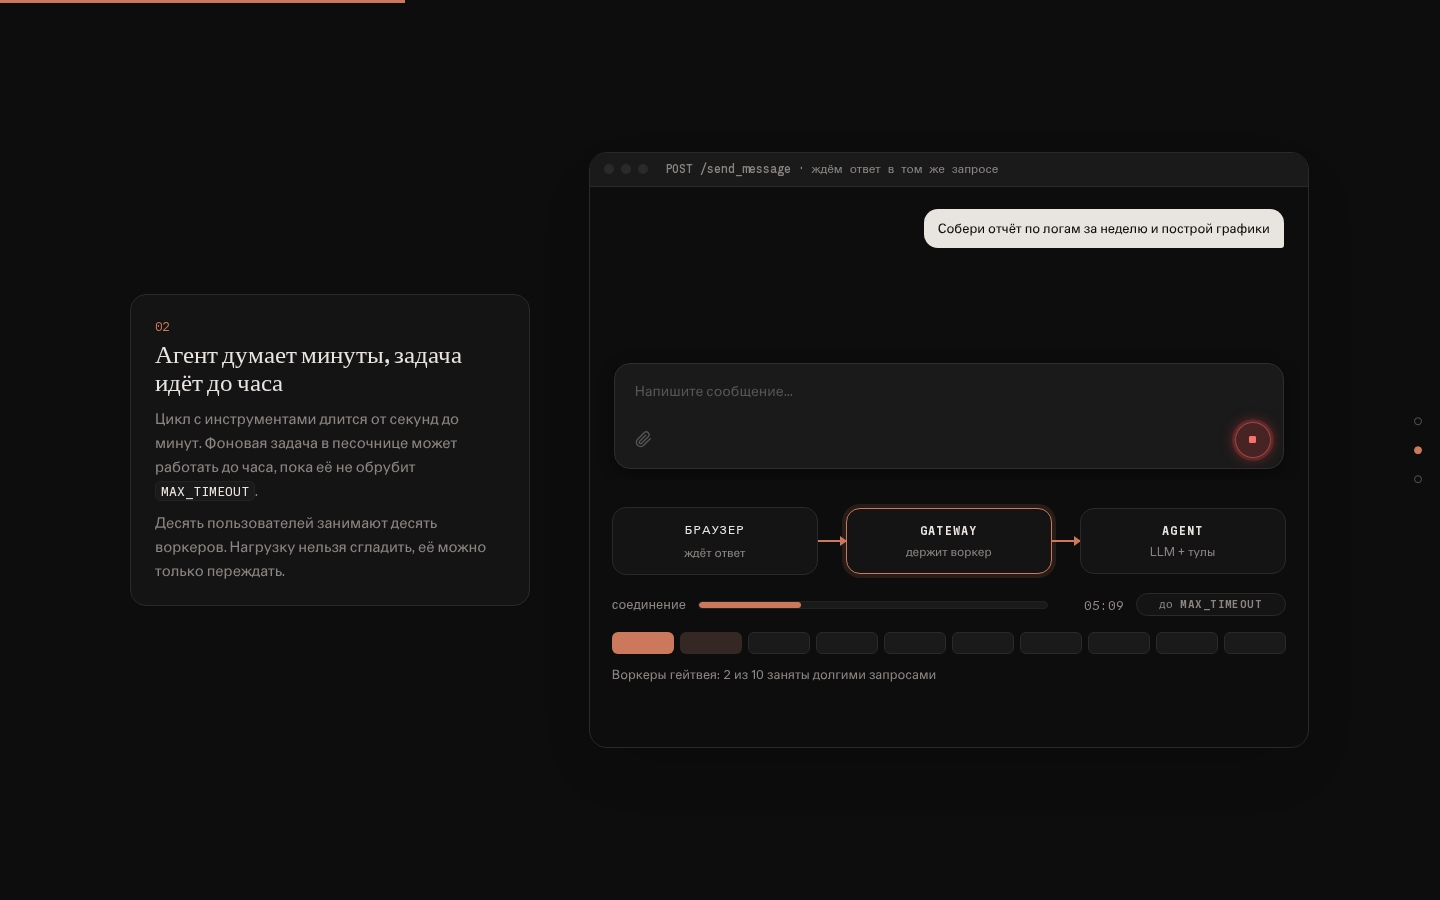 POST /send_message · ждём ответ в том же запросе
Собери отчёт по логам за неделю и построй графики
02
Агент думает минуты, задача
идёт до часа
Цикл с инструментами длится от секунд до
минут. Фоновая задача в песочнице может
работать до часа, пока её не обрубит
MAX_TIMEOUT.
Десять пользователей занимают десять
воркеров. Нагрузку нельзя сгладить, её можно
только переждать.
Напишите сообщение…
БРАУЗЕР
ждёт ответ
GATEWAY
держит воркер
AGENT
LLM + тулы
соединение
05:09
до MAX_TIMEOUT
Воркеры гейтвея: 2 из 10 заняты долгими запросами